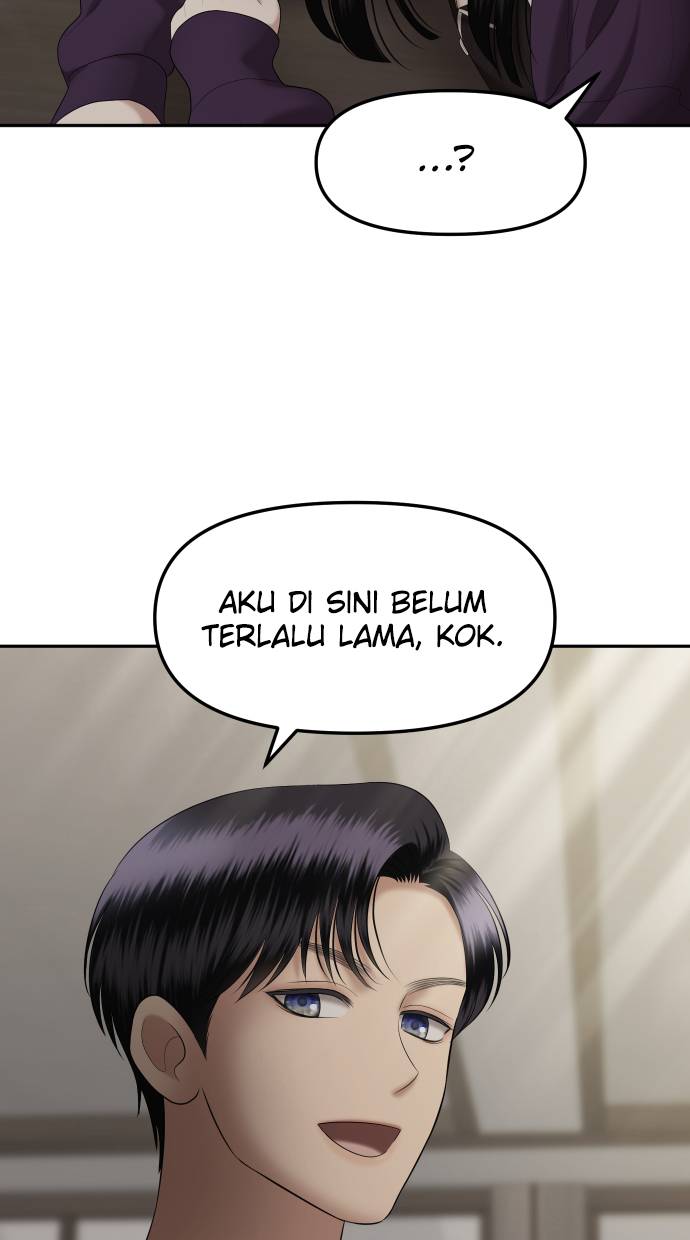 ...?
AKU DI SINI BELUM
TERLALU LAMA, KOK.